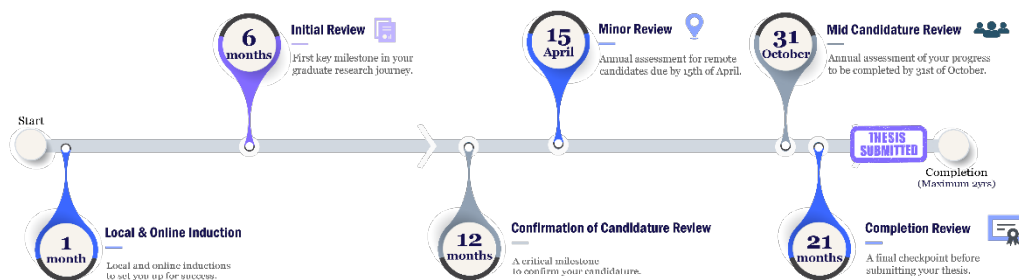 Start
6
months
Initial Review
First key milestone in your
graduate research journey.
15
April
Minor Review
Annual assessment for remote
candidates due by 15th of April.
31
October
Mid Candidature Review
Annual assessment of your progress
to be completed by 31st of October.
THESIS
SUBMITTED
Completion
(Maximum 2yrs)
1
month
Local & Online Induction
Local and online inductions
to set you up for success.
12
months
Confirmation of Candidature Review
A critical milestone
to confirm your candidature.
21
months
Completion Review
A final checkpoint before
submitting your thesis.